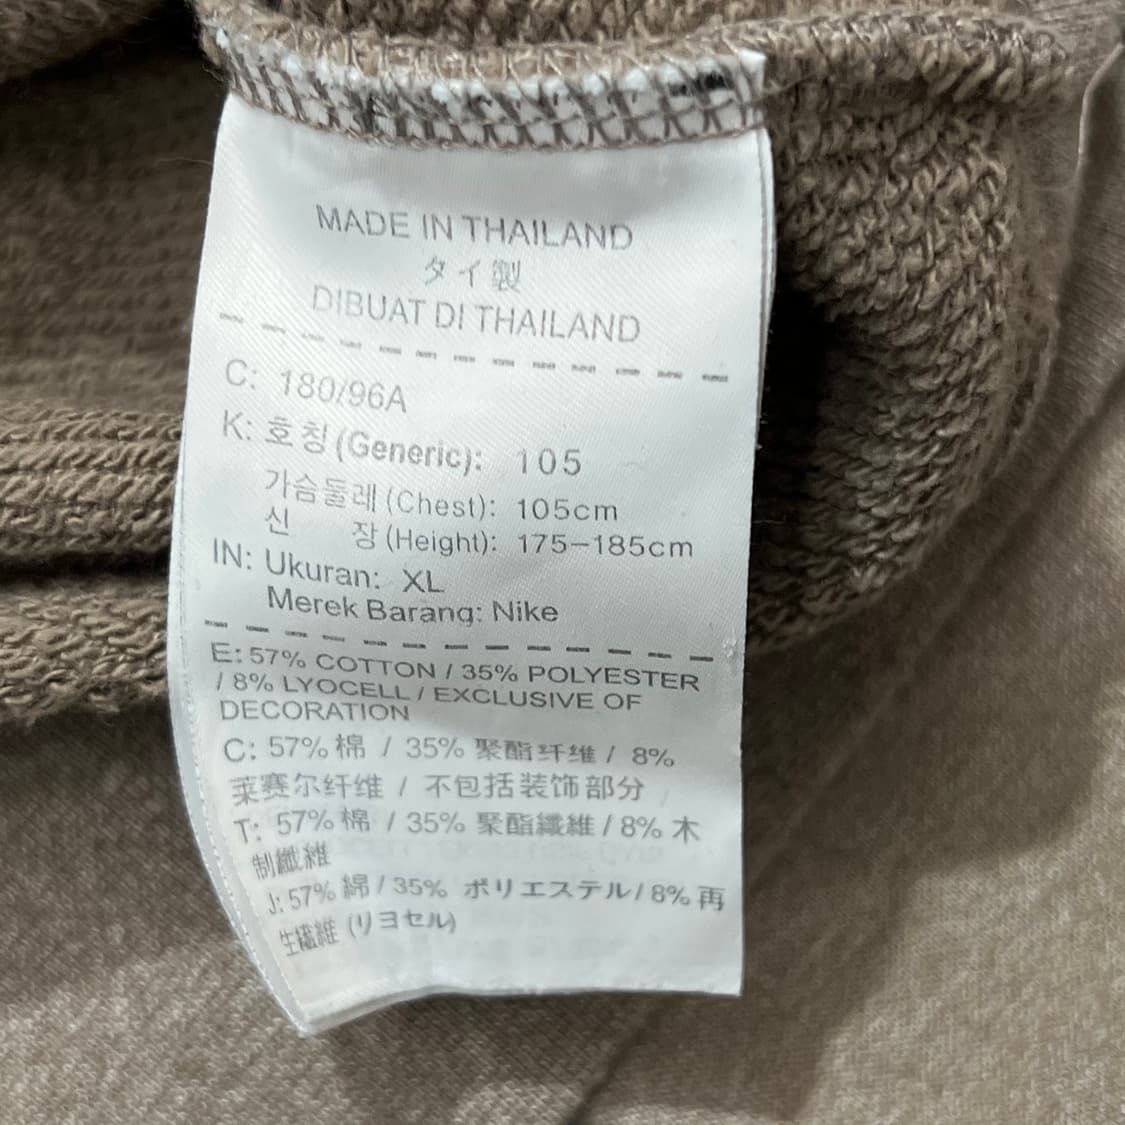 MADE IN THAILAND
タイ製
DIBUAT DI THAILAND
C: 180/96A
K: 호칭(Generic): 105
가슴둘레(Chest): 105cm
신 장(Height): 175-185cm
IN: Ukuran: XL
Merek Barang: Nike
E: 57% COTTON / 35% POLYESTER
/ 8% LYOCELL / EXCLUSIVE OF
DECORATION
C: 57% 棉 / 35% 聚酯纤维 / 8%
莱赛尔纤维 / 不包括装饰部分
T: 57% 棉 / 35% 聚酯纖維 / 8% 木
制纖維
J: 57% 綿 / 35% ポリエステル / 8% 再
生繊維 (リヨセル)